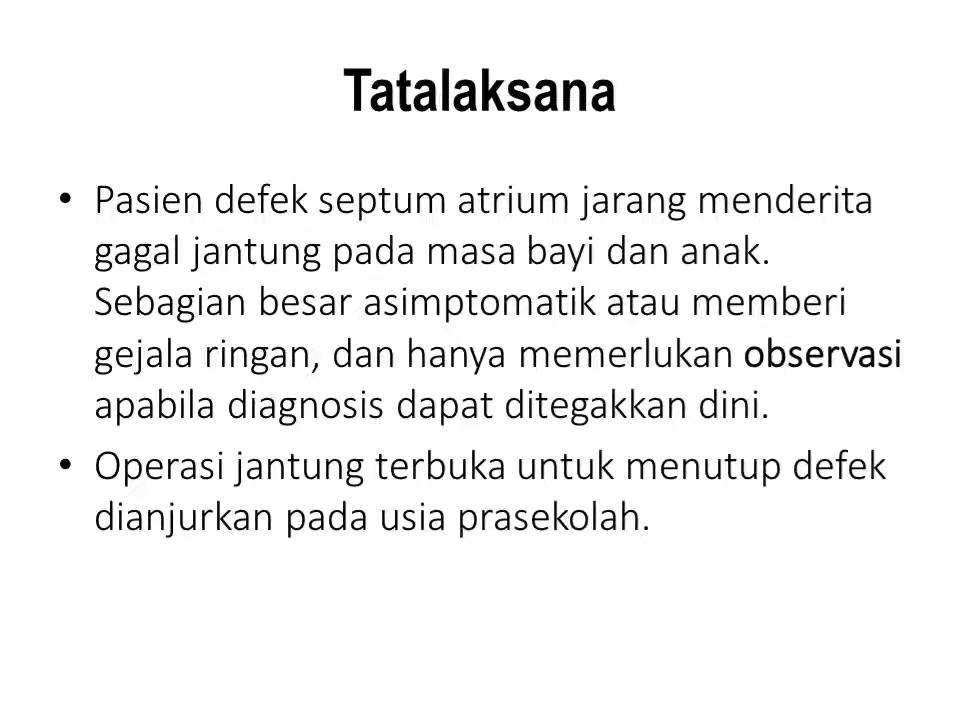 Tatalaksana
• Pasien defek septum atrium jarang menderita
gagal jantung pada masa bayi dan anak.
Sebagian besar asimptomatik atau memberi
gejala ringan, dan hanya memerlukan observasi
apabila diagnosis dapat ditegakkan dini.
• Operasi jantung terbuka untuk menutup defek
dianjurkan pada usia prasekolah.